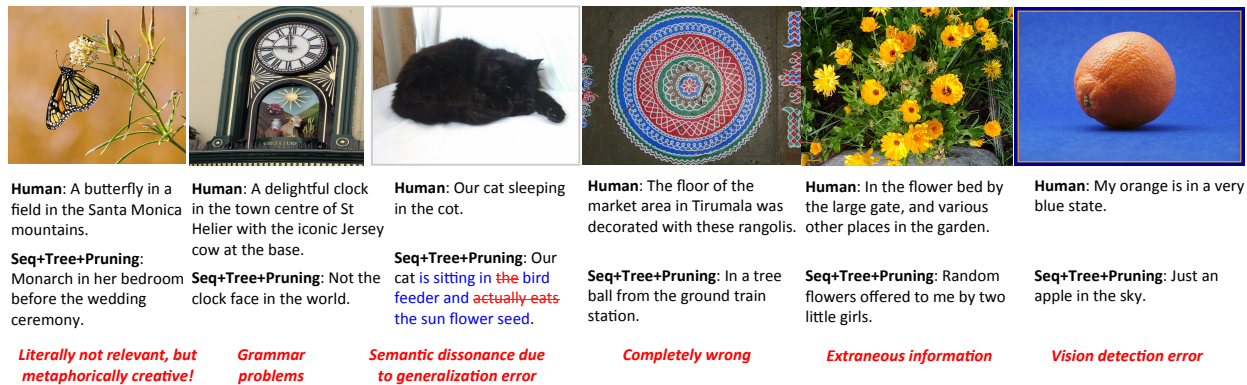 Human: A butterfly in a
field in the Santa Monica
mountains.
Seq+Tree+Pruning:
Monarch in her bedroom
before the wedding
ceremony.
Literally not relevant, but
metaphorically creative!
Human: A delightful clock
in the town centre of St
Helier with the iconic Jersey
cow at the base.
Seq+Tree+Pruning: Not the
clock face in the world.
Grammar
problems
Human: Our cat sleeping
in the cot.
Seq+Tree+Pruning: Our
cat is sitting in the bird
feeder and actually eats
the sun flower seed.
Semantic dissonance due
to generalization error
Human: The floor of the
market area in Tirumala was
decorated with these rangolis.
Seq+Tree+Pruning: In a tree
ball from the ground train
station.
Completely wrong
Human: In the flower bed by
the large gate, and various
other places in the garden.
Seq+Tree+Pruning: Random
flowers offered to me by two
little girls.
Extraneous information
Human: My orange is in a very
blue state.
Seq+Tree+Pruning: Just an
apple in the sky.
Vision detection error